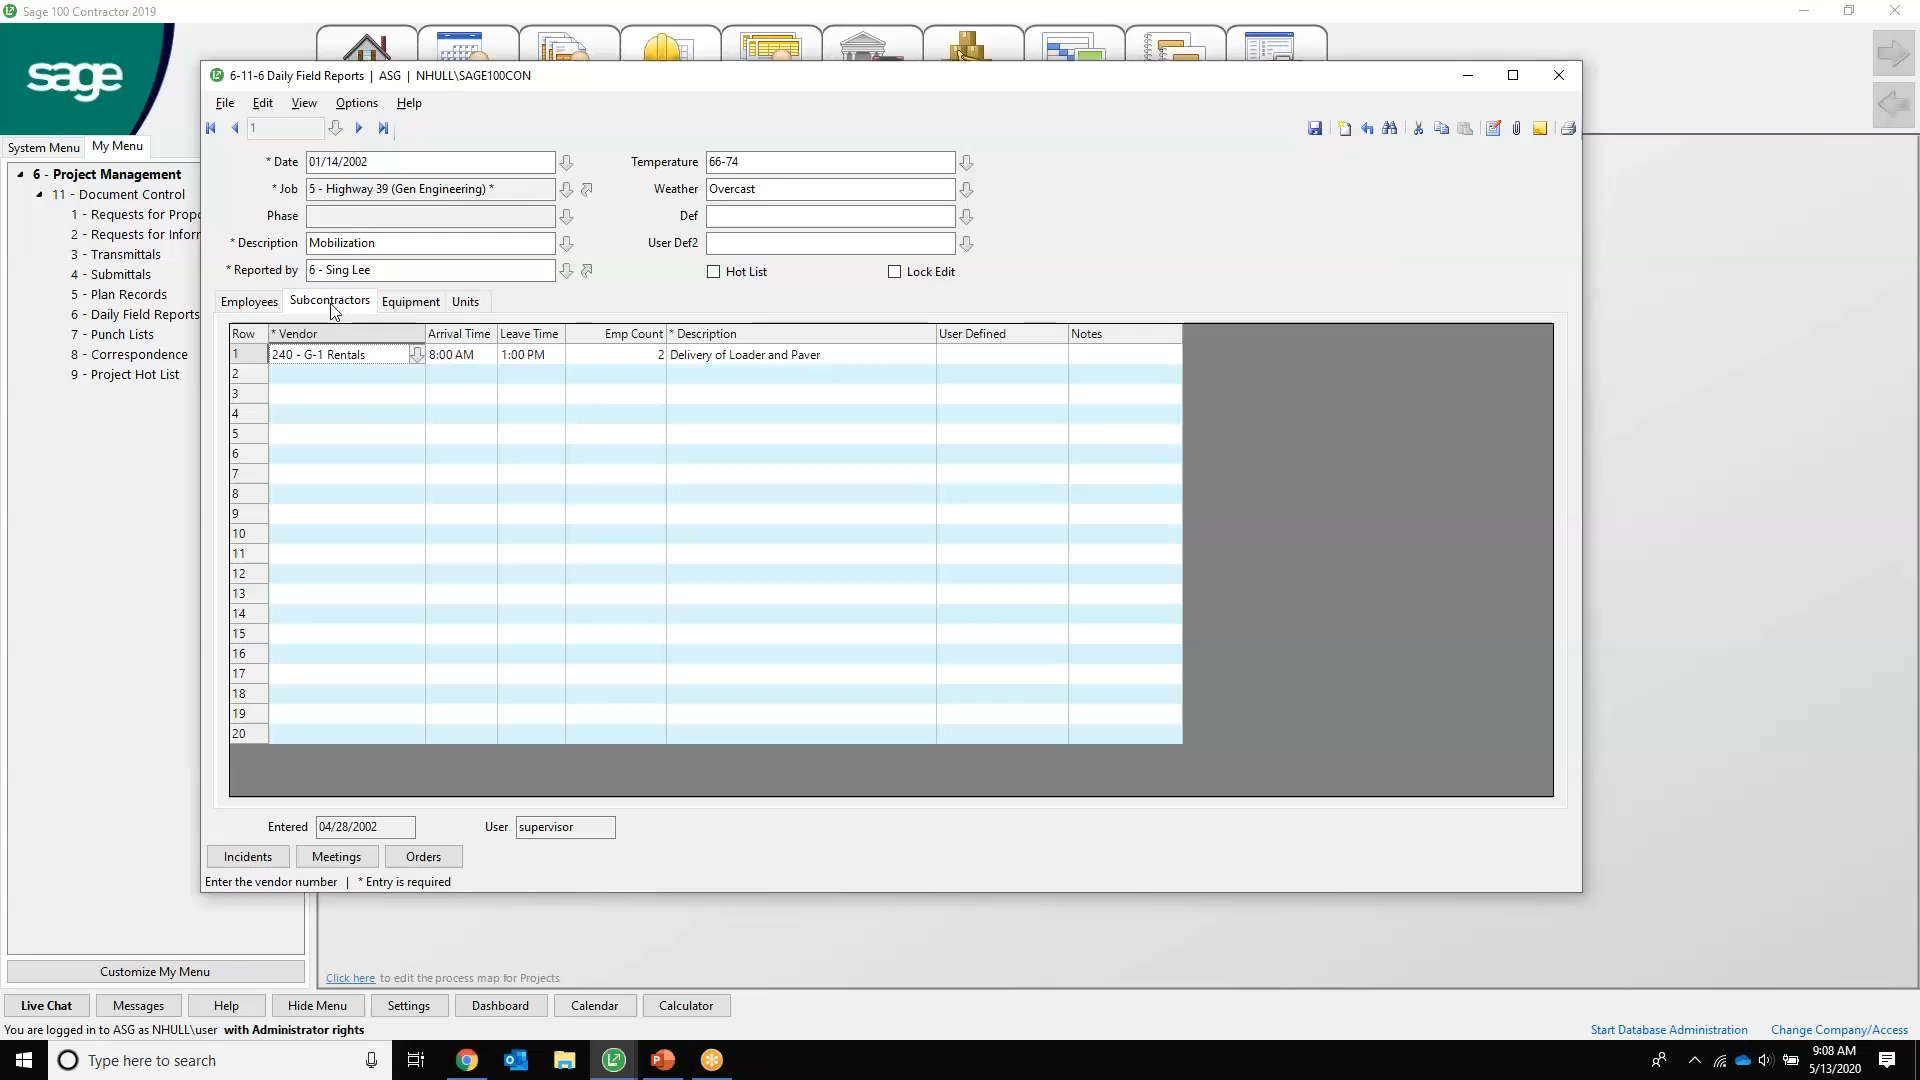 Sage 100 Contractor 2019
sage
6-11-6 Daily Field Reports | ASG | NHULL\SAGE100CON
File Edit View Options Help
1
* Date 01/14/2002 Temperature 66-74
* Job 5 - Highway 39 (Gen Engineering) * Weather Overcast
Phase Def
* Description Mobilization User Def2
* Reported by 6 - Sing Lee Hot List Lock Edit
System Menu My Menu
6 - Project Management
11 - Document Control
1 - Requests for Propo
2 - Requests for Inforr
3 - Transmittals
4 - Submittals
5 - Plan Records
6 - Daily Field Reports
7 - Punch Lists
8 - Correspondence
9 - Project Hot List
Employees Subcontractors Equipment Units
Row * Vendor Arrival Time Leave Time Emp Count * Description User Defined Notes
1 240 - G-1 Rentals 8:00 AM 1:00 PM 2 Delivery of Loader and Paver
2
3
4
5
6
7
8
9
10
11
12
13
14
15
16
17
18
19
20
Entered 04/28/2002 User supervisor
Incidents Meetings Orders
Enter the vendor number | * Entry is required
Customize My Menu
Click here to edit the process map for Projects
Live Chat Messages Help Hide Menu Settings Dashboard Calendar Calculator
You are logged in to ASG as NHULL\user with Administrator rights Start Database Administration Change Company/Access
Type here to search
9:08 AM
5/13/2020